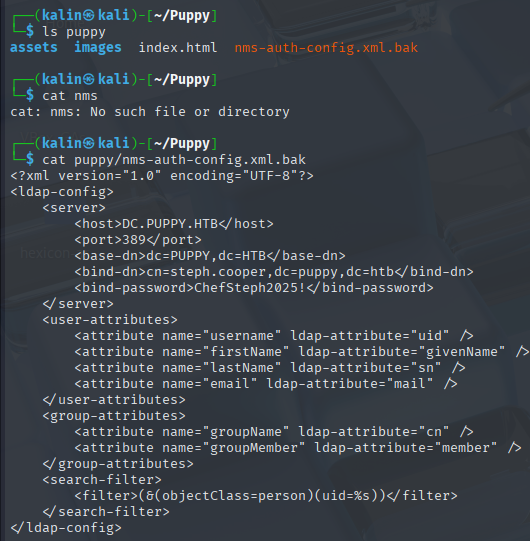 ┌──(kalin㉿kali)-[~/Puppy]
└─$ ls puppy
assets  images  index.html  nms-auth-config.xml.bak
┌──(kalin㉿kali)-[~/Puppy]
└─$ cat nms
cat: nms: No such file or directory
┌──(kalin㉿kali)-[~/Puppy]
└─$ cat puppy/nms-auth-config.xml.bak
<?xml version="1.0" encoding="UTF-8"?>
<ldap-config>
    <server>
        <host>DC.PUPPY.HTB</host>
        <port>389</port>
        <base-dn>dc=PUPPY,dc=HTB</base-dn>
        <bind-dn>cn=steph.cooper,dc=puppy,dc=htb</bind-dn>
        <bind-password>ChefSteph2025!</bind-password>
    </server>
    <user-attributes>
        <attribute name="username" ldap-attribute="uid" />
        <attribute name="firstName" ldap-attribute="givenName" />
        <attribute name="lastName" ldap-attribute="sn" />
        <attribute name="email" ldap-attribute="mail" />
    </user-attributes>
    <group-attributes>
        <attribute name="groupName" ldap-attribute="cn" />
        <attribute name="groupMember" ldap-attribute="member" />
    </group-attributes>
    <search-filter>
        <filter>(&(objectClass=person)(uid=%s))</filter>
    </search-filter>
</ldap-config>